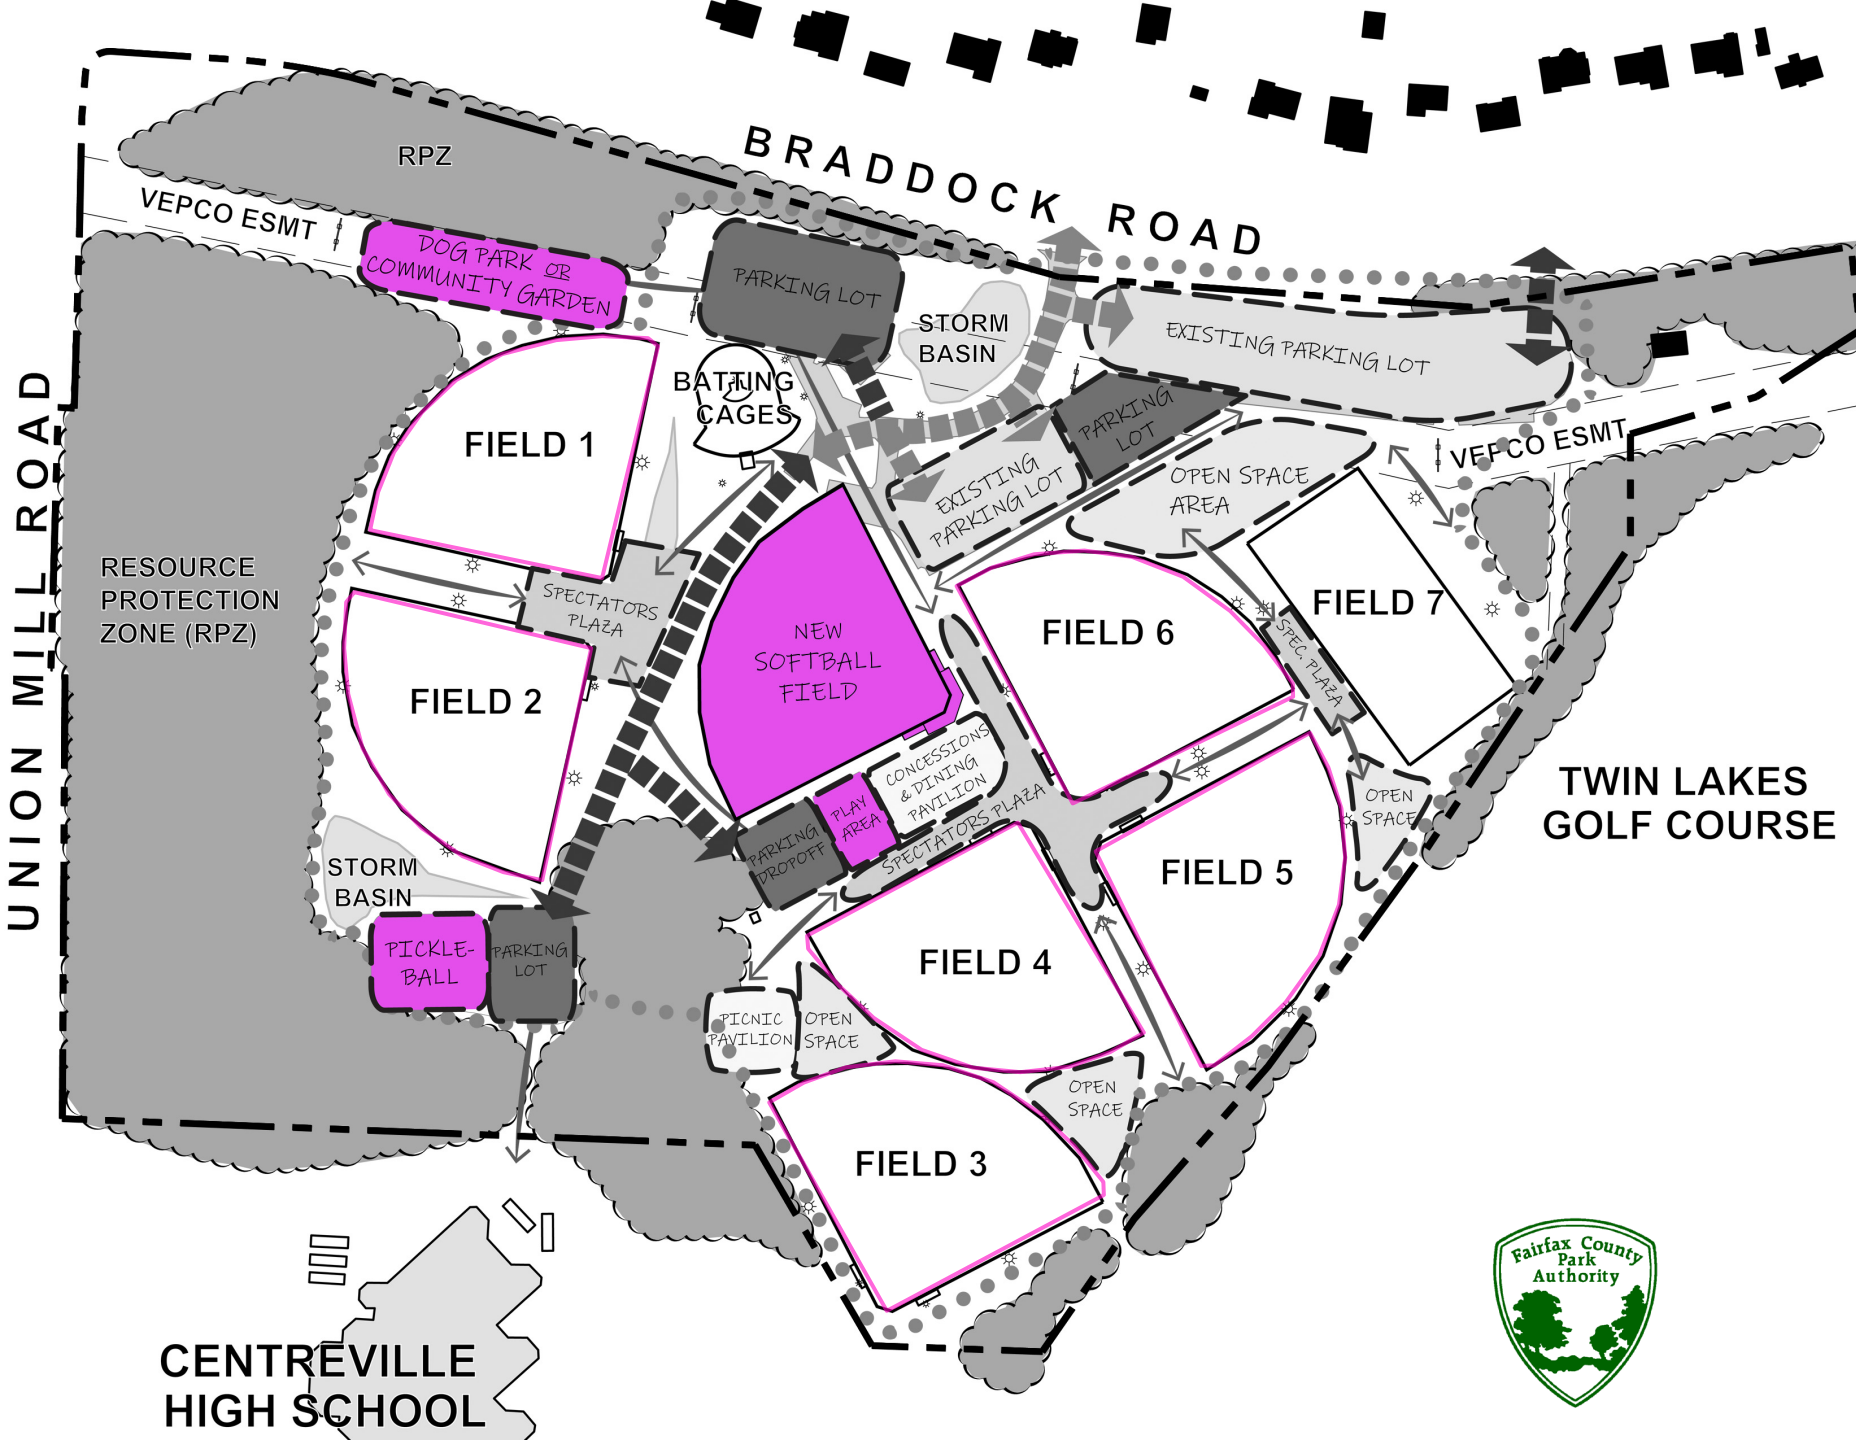 BRADDOCK ROAD
RPZ
VEPCO ESMT
DOG PARK OR
COMMUNITY GARDEN
PARKING LOT
STORM
BASIN
EXISTING PARKING LOT
BATTING
CAGES
PARKING
LOT
FIELD 1
VEPCO ESMT
EXISTING
PARKING LOT
OPEN SPACE
AREA
UNION MILL ROAD
RESOURCE
PROTECTION
ZONE (RPZ)
SPECTATORS
PLAZA
NEW
SOFTBALL
FIELD
FIELD 6
FIELD 7
SPEC. PLAZA
FIELD 2
CONCESSIONS
& DINING
PAVILION
PLAY
AREA
PARKING
DROPOFF
SPECTATORS PLAZA
OPEN
SPACE
TWIN LAKES
GOLF COURSE
STORM
BASIN
FIELD 5
PICKLE-
BALL
PARKING
LOT
FIELD 4
PICNIC
PAVILION
OPEN
SPACE
OPEN
SPACE
FIELD 3
CENTREVILLE
HIGH SCHOOL
Fairfax County
Park
Authority